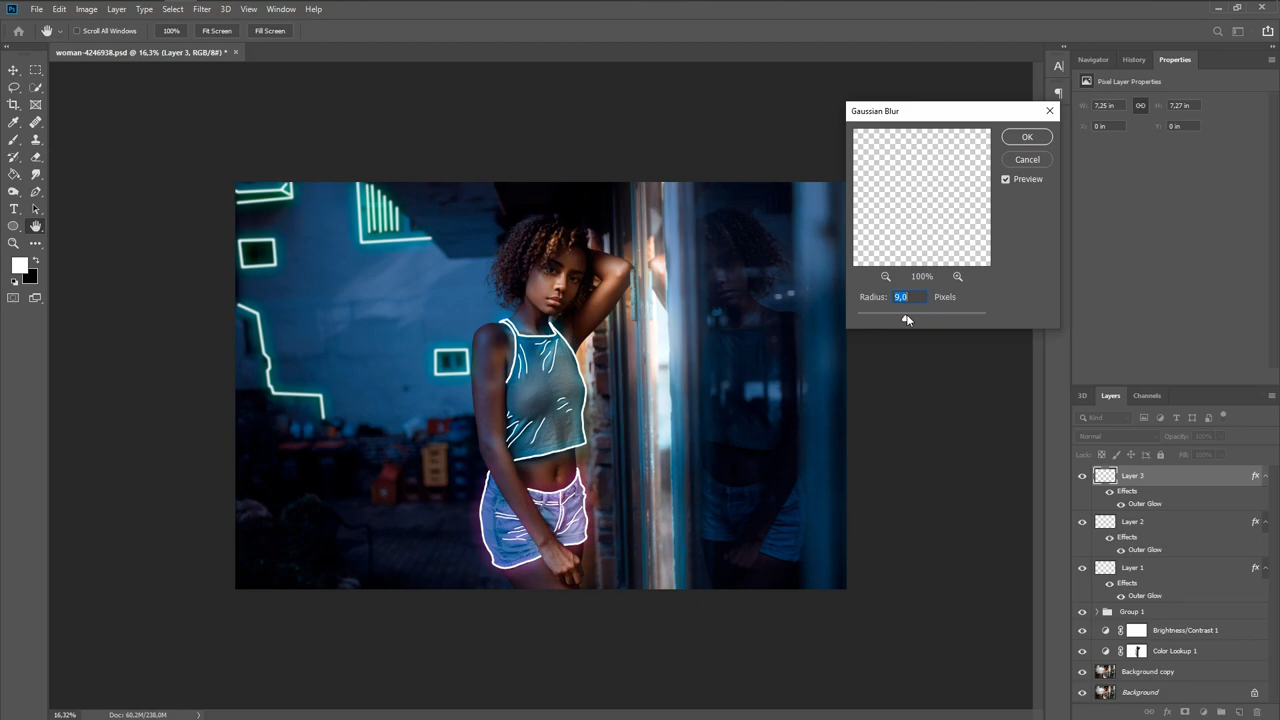 Ps File Edit Image Layer Type Select Filter 3D View Window Help
Scroll All Windows 100% Fit Screen Fill Screen
woman-4246938.psd @ 16,3% (Layer 3, RGB/8#) * ×
Navigator History Properties
Pixel Layer Properties
W: 7,25 in H: 7,27 in
X: 0 in Y: 0 in
Gaussian Blur
OK
Cancel
Preview
100%
Radius: 9,0 Pixels
3D Layers Channels
Kind
Normal Opacity: 100%
Lock: Fill: 100%
Layer 3 fx
Effects
Outer Glow
Layer 2 fx
Effects
Outer Glow
Layer 1 fx
Effects
Outer Glow
Group 1
Brightness/Contrast 1
Color Lookup 1
Background copy
Background
16,32% Doc: 60,2M/238,0M